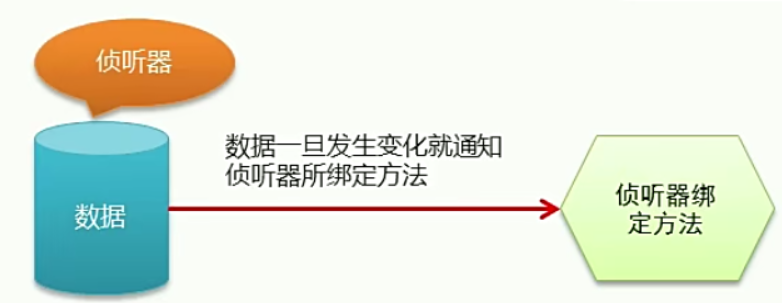 侦听器
数据一旦发生变化就通知
侦听器所绑定方法
数据
侦听器绑
定方法